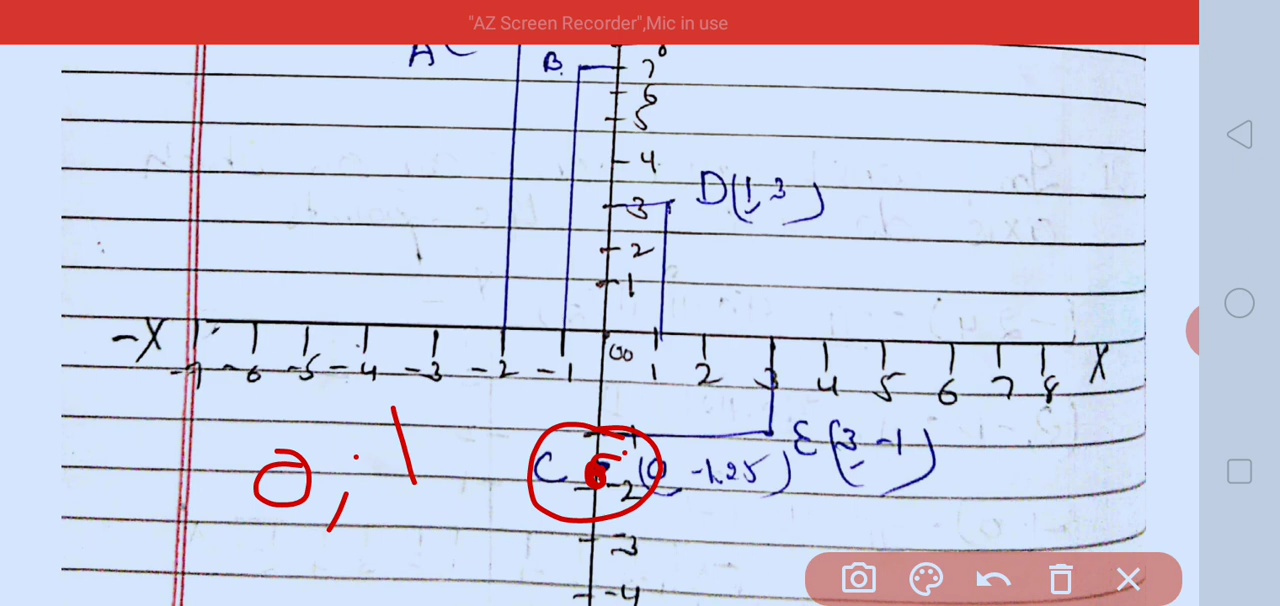 "AZ Screen Recorder",Mic in use
A
B. 7
6
5
4
D(1, 3)
3
2
1
-X X
-7 -6 -5 -4 -3 -2 -1 1 2 3 4 5 6 7 8
-1 E(3 -1)
C (0 -1.25)
0,
-2
-3
-4